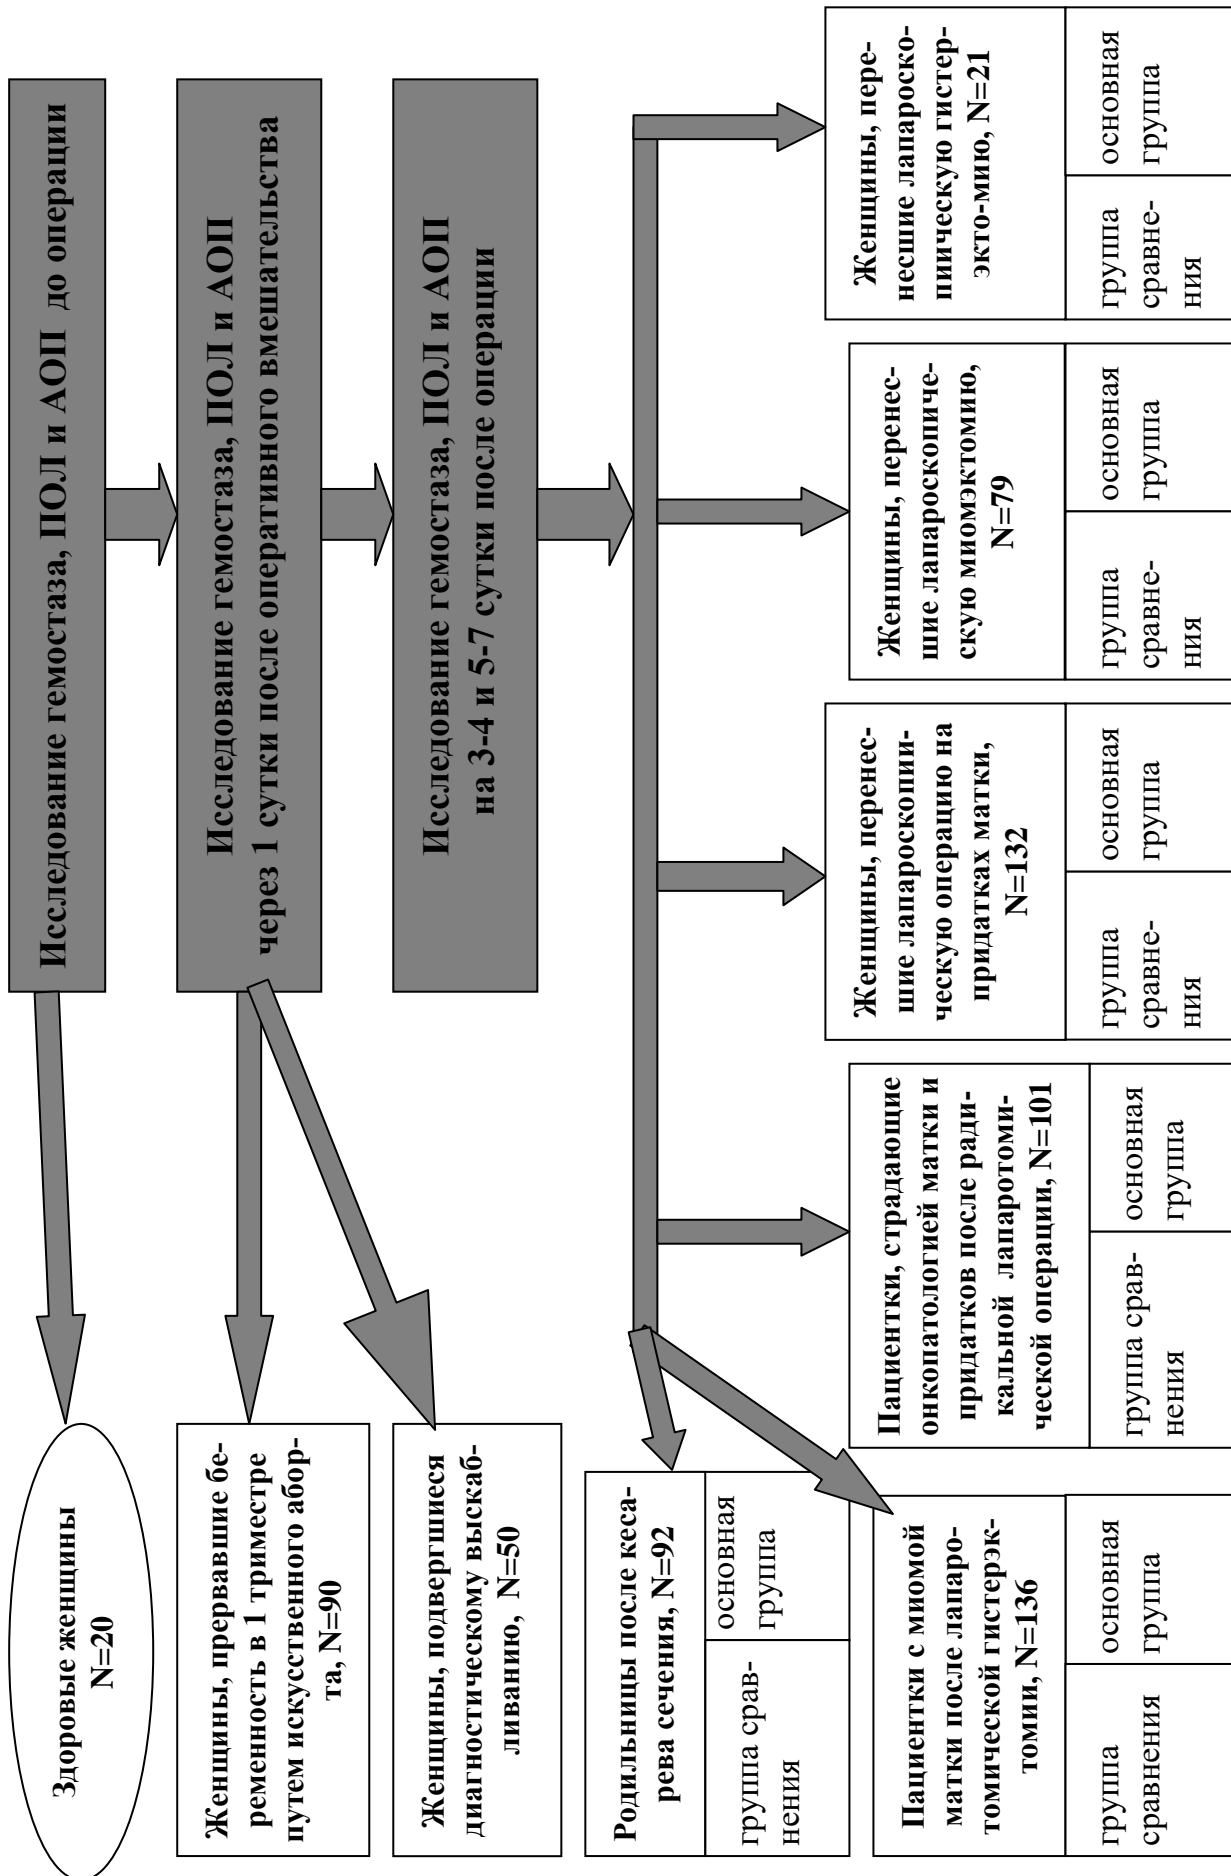 Исследование гемостаза, ПОЛ и АОП до операции
Здоровые женщины
N=20
Исследование гемостаза, ПОЛ и АОП
через 1 сутки после оперативного вмешательства
Женщины, прервавшие бе-
ременность в 1 триместре
путем искусственного абор-
та, N=90
Исследование гемостаза, ПОЛ и АОП
на 3-4 и 5-7 сутки после операции
Женщины, подвергшиеся
диагностическому выскаб-
ливанию, N=50
Родильницы после кеса-
рева сечения, N=92
группа срав-
нения
основная
группа
Пациентки с миомой
матки после лапаро-
томической гистерэк-
томии, N=136
группа
сравнения
основная
группа
Пациентки, страдающие
онкопатологией матки и
придатков после ради-
кальной лапаротоми-
ческой операции, N=101
группа срав-
нения
основная
группа
Женщины, перенес-
шие лапароскопии-
ческую операцию на
придатках матки,
N=132
группа
сравне-
ния
основная
группа
Женщины, перенес-
шие лапароскопиче-
скую миомэктомию,
N=79
группа
сравне-
ния
основная
группа
Женщины, пере-
несшие лапароско-
пиическую гистер-
экто-мию, N=21
группа
сравне-
ния
основная
группа